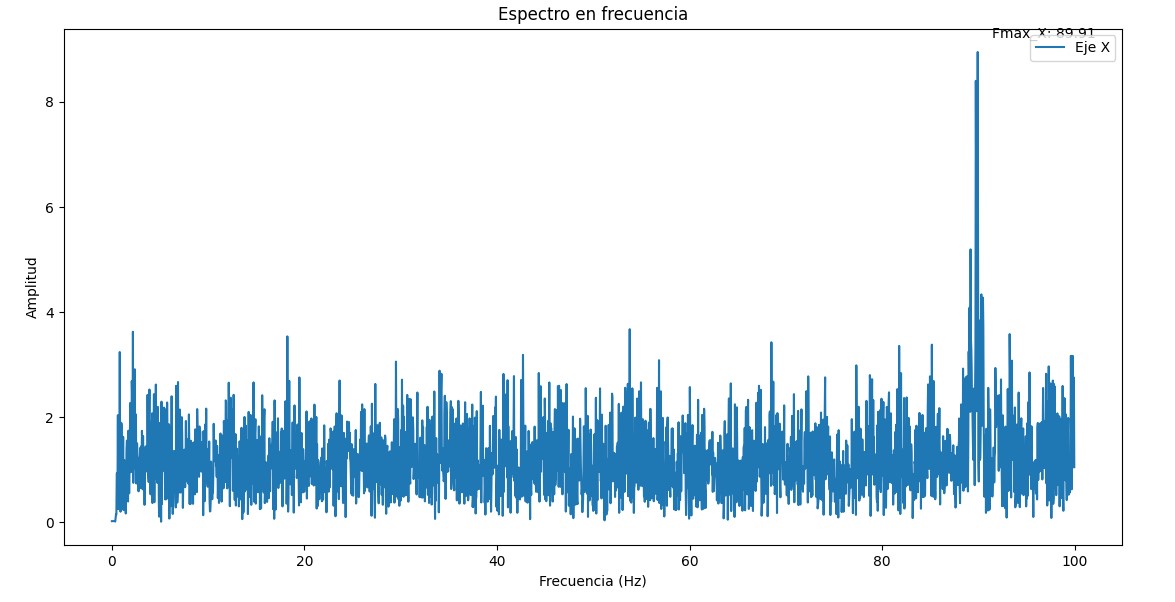 Espectro en frecuencia
Fmax_X: 89.91
Eje X
Amplitud
8
6
4
2
0
0 20 40 60 80 100
Frecuencia (Hz)